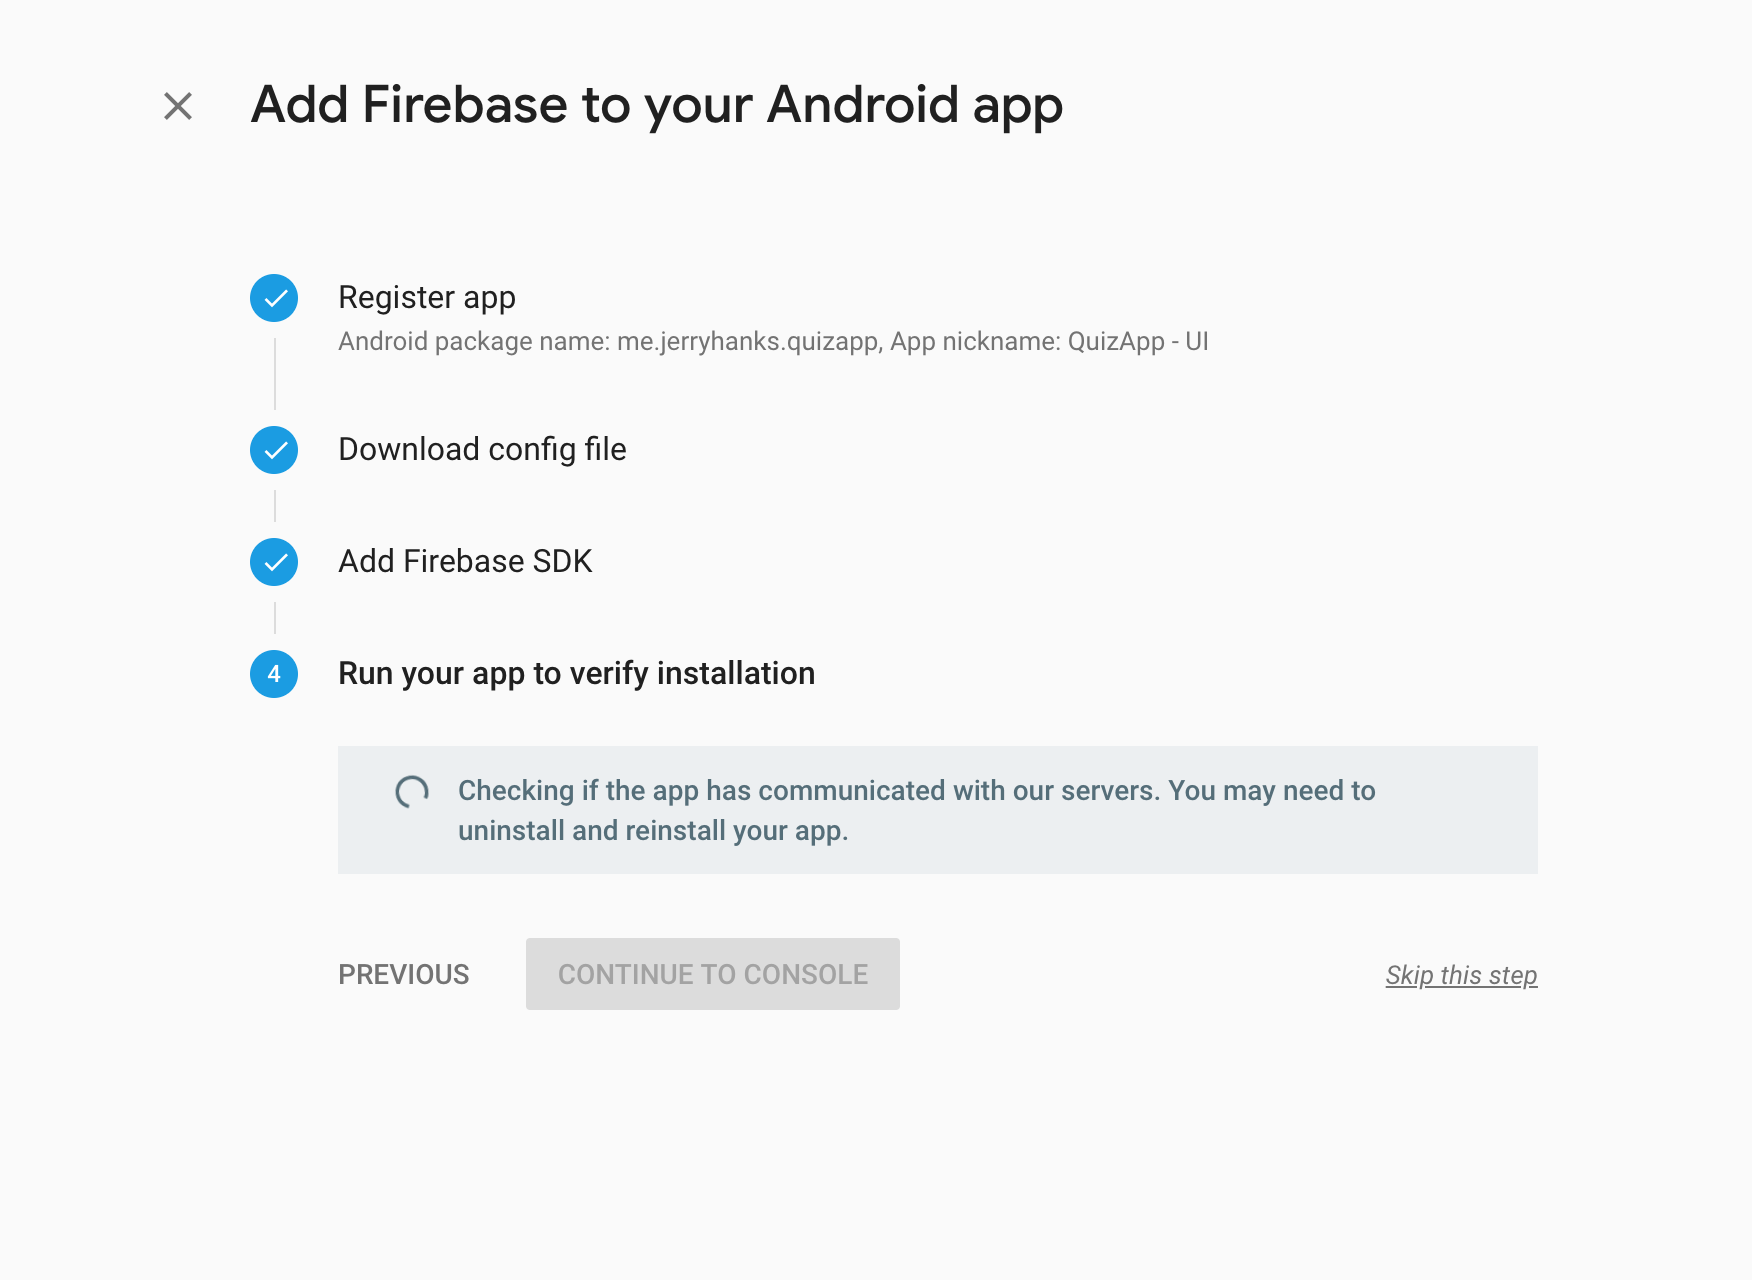 Add Firebase to your Android app
Register app
Android package name: me.jerryhanks.quizapp, App nickname: QuizApp - UI
Download config file
Add Firebase SDK
4
Run your app to verify installation
Checking if the app has communicated with our servers. You may need to
uninstall and reinstall your app.
PREVIOUS
CONTINUE TO CONSOLE
Skip this step